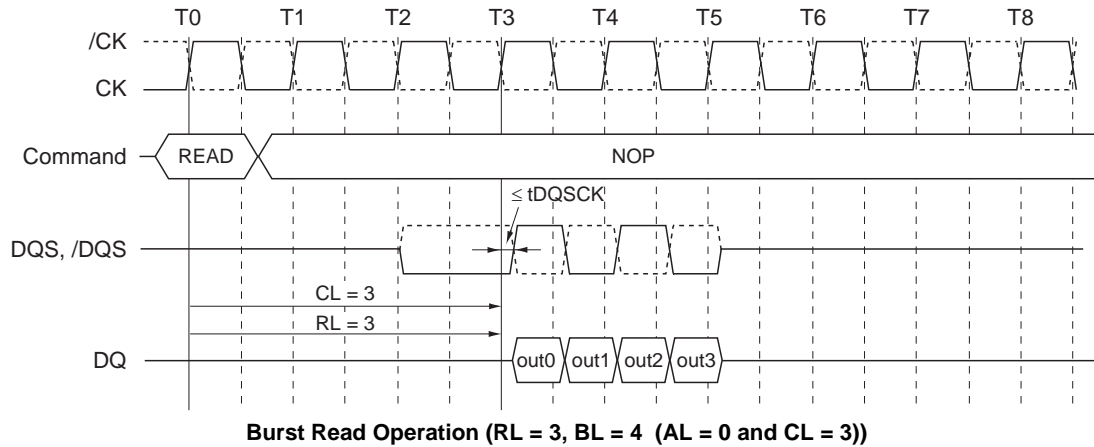 T0 T1 T2 T3 T4 T5 T6 T7 T8
/CK
CK
Command READ NOP
≤ tDQSCK
DQS, /DQS
CL = 3
RL = 3
DQ out0 out1 out2 out3
Burst Read Operation (RL = 3, BL = 4 (AL = 0 and CL = 3))